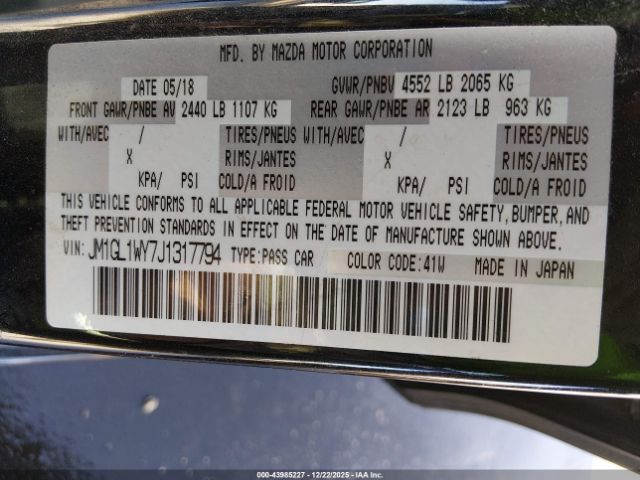 MFD. BY MAZDA MOTOR CORPORATION
DATE 05/18 GVWR/PNBV 4552 LB 2065 KG
FRONT GAWR/PNBE AV 2440 LB 1107 KG REAR GAWR/PNBE AR 2123 LB 963 KG
WITH/AVEC / TIRES/PNEUS WITH/AVEC / TIRES/PNEUS
X RIMS/JANTES X RIMS/JANTES
KPA/ PSI COLD/A FROID KPA/ PSI COLD/A FROID
THIS VEHICLE CONFORMS TO ALL APPLICABLE FEDERAL MOTOR VEHICLE SAFETY, BUMPER, AND
THEFT PREVENTION STANDARDS IN EFFECT ON THE DATE OF MANUFACTURE SHOWN ABOVE.
VIN: JM1GL1WY7J1317794 TYPE:PASS CAR COLOR CODE:41W MADE IN JAPAN
© 000-43985227 - 12/22/2025 - IAA, LLC